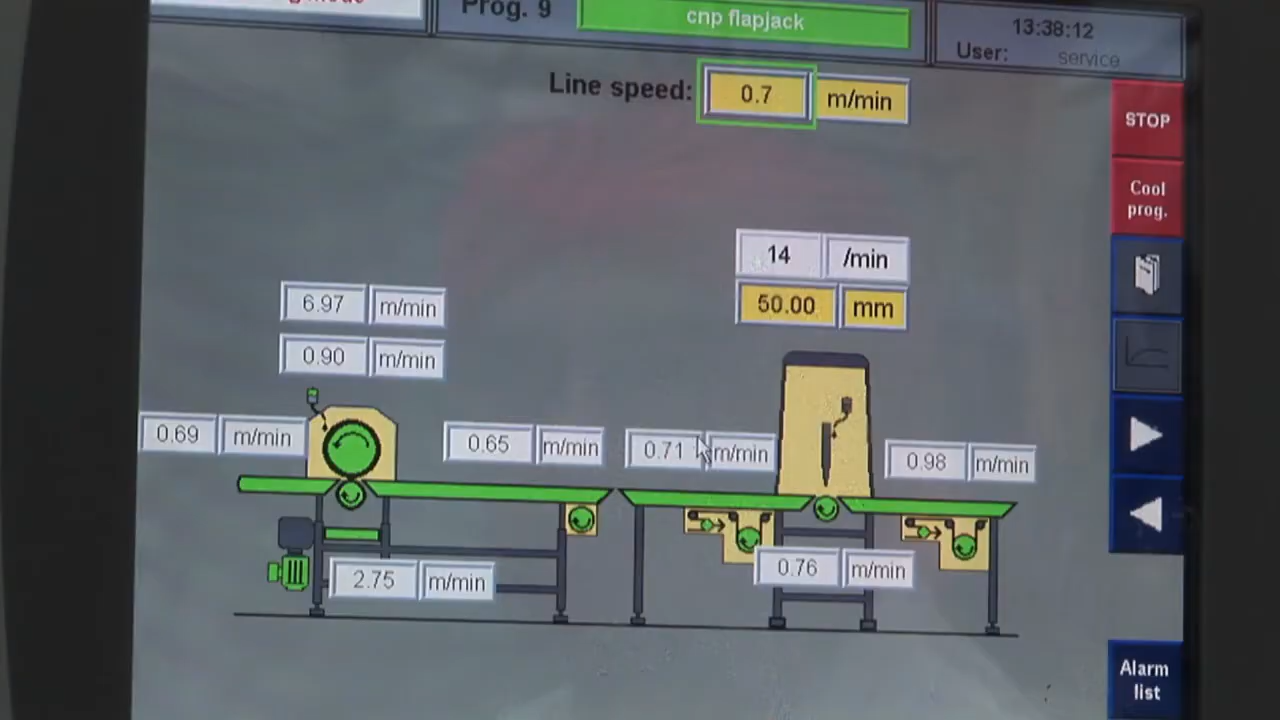 Prog. 9
cnp flapjack
13:38:12
User: service
Line speed: 0.7 m/min
STOP
Cool
prog.
14 /min
50.00 mm
6.97 m/min
0.90 m/min
0.69 m/min
0.65 m/min
0.71 m/min
0.98 m/min
2.75 m/min
0.76 m/min
Alarm
list